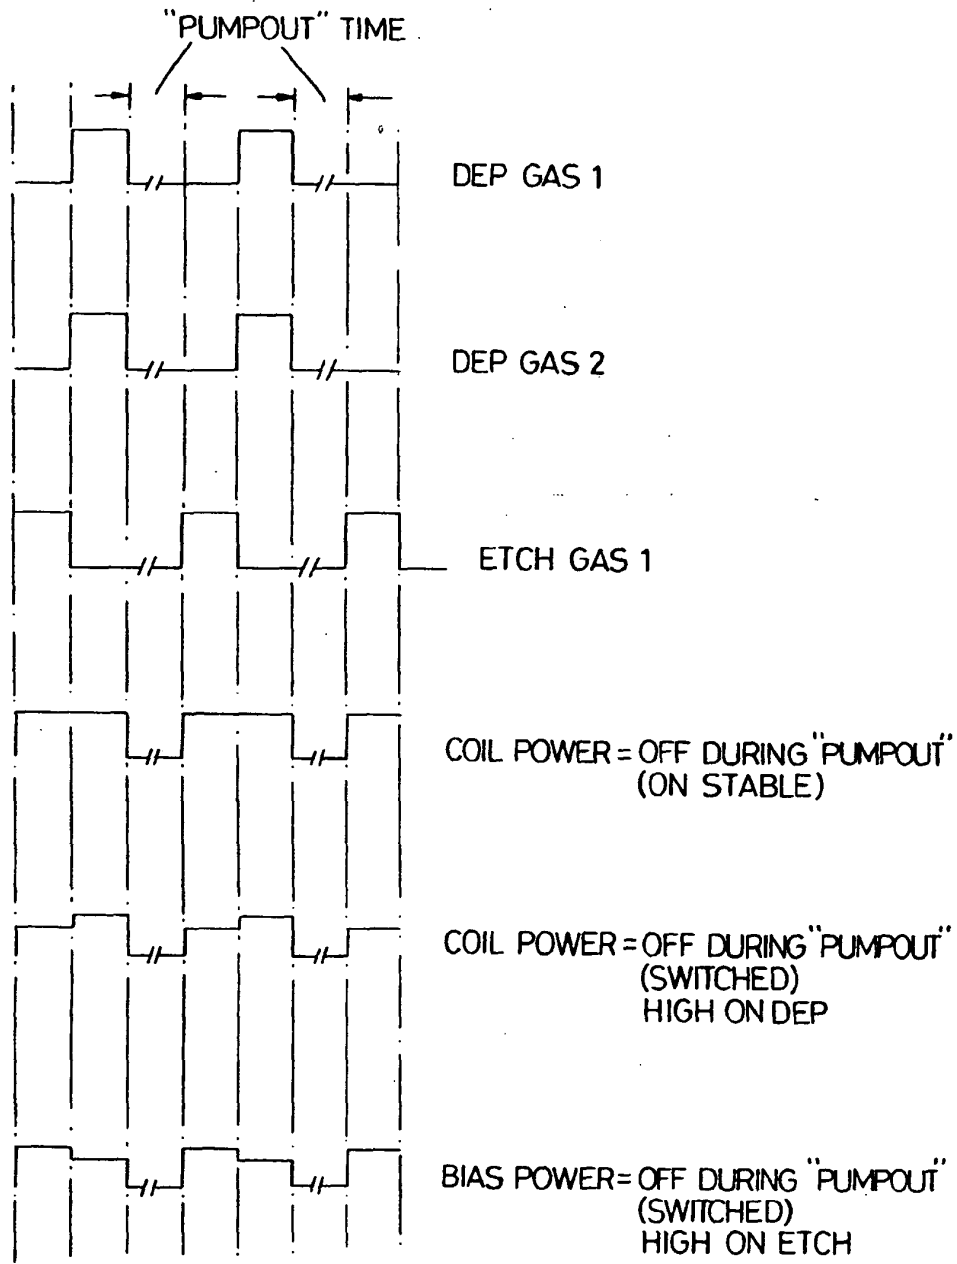 "PUMPOUT" TIME
DEP GAS 1
DEP GAS 2
ETCH GAS 1
COIL POWER = OFF DURING "PUMPOUT"
(ON STABLE)
COIL POWER = OFF DURING "PUMPOUT"
(SWITCHED)
HIGH ON DEP
BIAS POWER = OFF DURING "PUMPOUT"
(SWITCHED)
HIGH ON ETCH